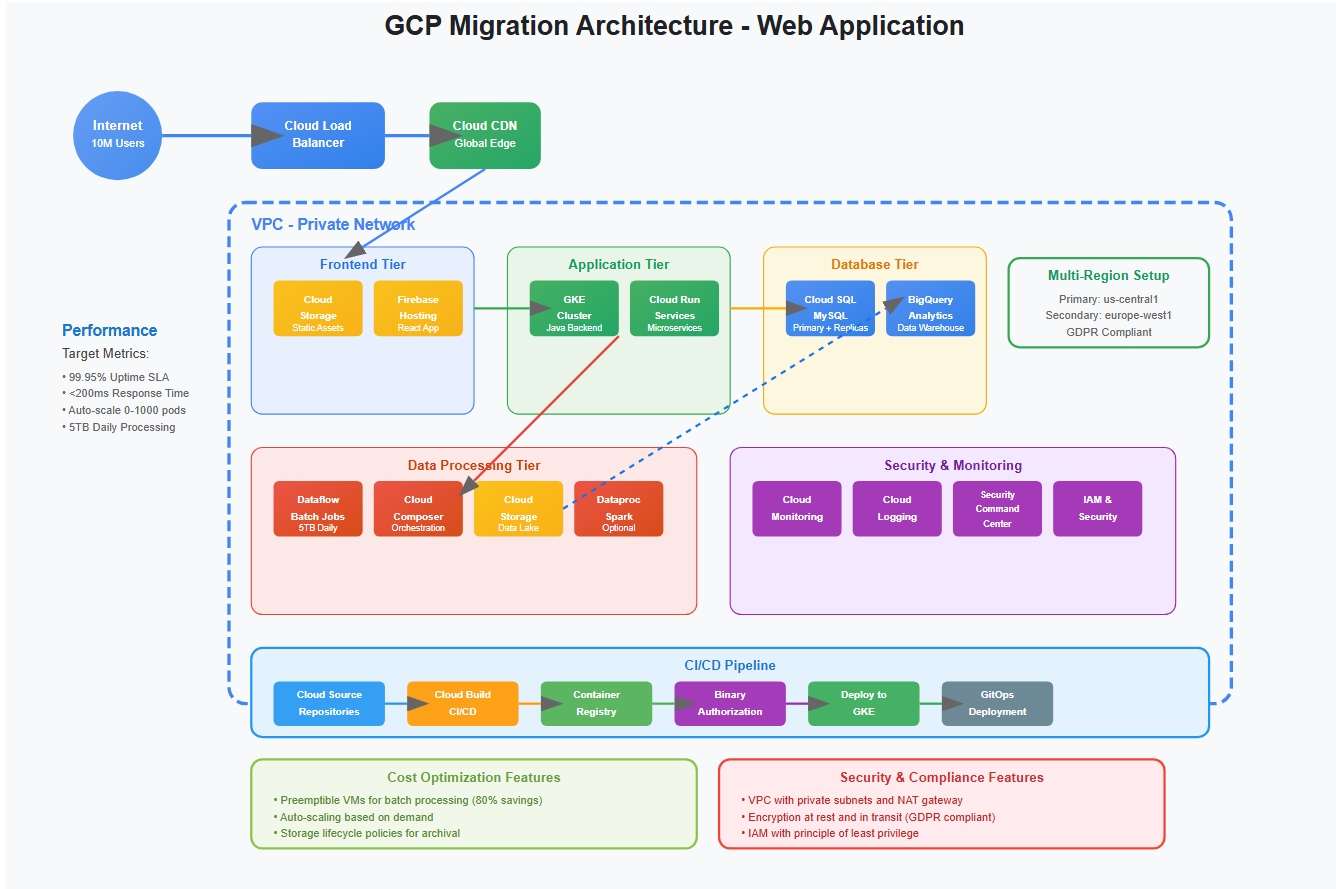 GCP Migration Architecture - Web Application
Internet
10M Users
Cloud Load
Balancer
Cloud CDN
Global Edge
VPC - Private Network
Frontend Tier
Cloud
Storage
Static Assets
Firebase
Hosting
React App
Application Tier
GKE
Cluster
Java Backend
Cloud Run
Services
Microservices
Database Tier
Cloud SQL
MySQL
Primary + Replicas
BigQuery
Analytics
Data Warehouse
Multi-Region Setup
Primary: us-central1
Secondary: europe-west1
GDPR Compliant
Performance
Target Metrics:
• 99.95% Uptime SLA
• <200ms Response Time
• Auto-scale 0-1000 pods
• 5TB Daily Processing
Data Processing Tier
Dataflow
Batch Jobs
5TB Daily
Cloud
Composer
Orchestration
Cloud
Storage
Data Lake
Dataproc
Spark
Optional
Security & Monitoring
Cloud
Monitoring
Cloud
Logging
Security
Command
Center
IAM &
Security
CI/CD Pipeline
Cloud Source
Repositories
Cloud Build
CI/CD
Container
Registry
Binary
Authorization
Deploy to
GKE
GitOps
Deployment
Cost Optimization Features
• Preemptible VMs for batch processing (80% savings)
• Auto-scaling based on demand
• Storage lifecycle policies for archival
Security & Compliance Features
• VPC with private subnets and NAT gateway
• Encryption at rest and in transit (GDPR compliant)
• IAM with principle of least privilege